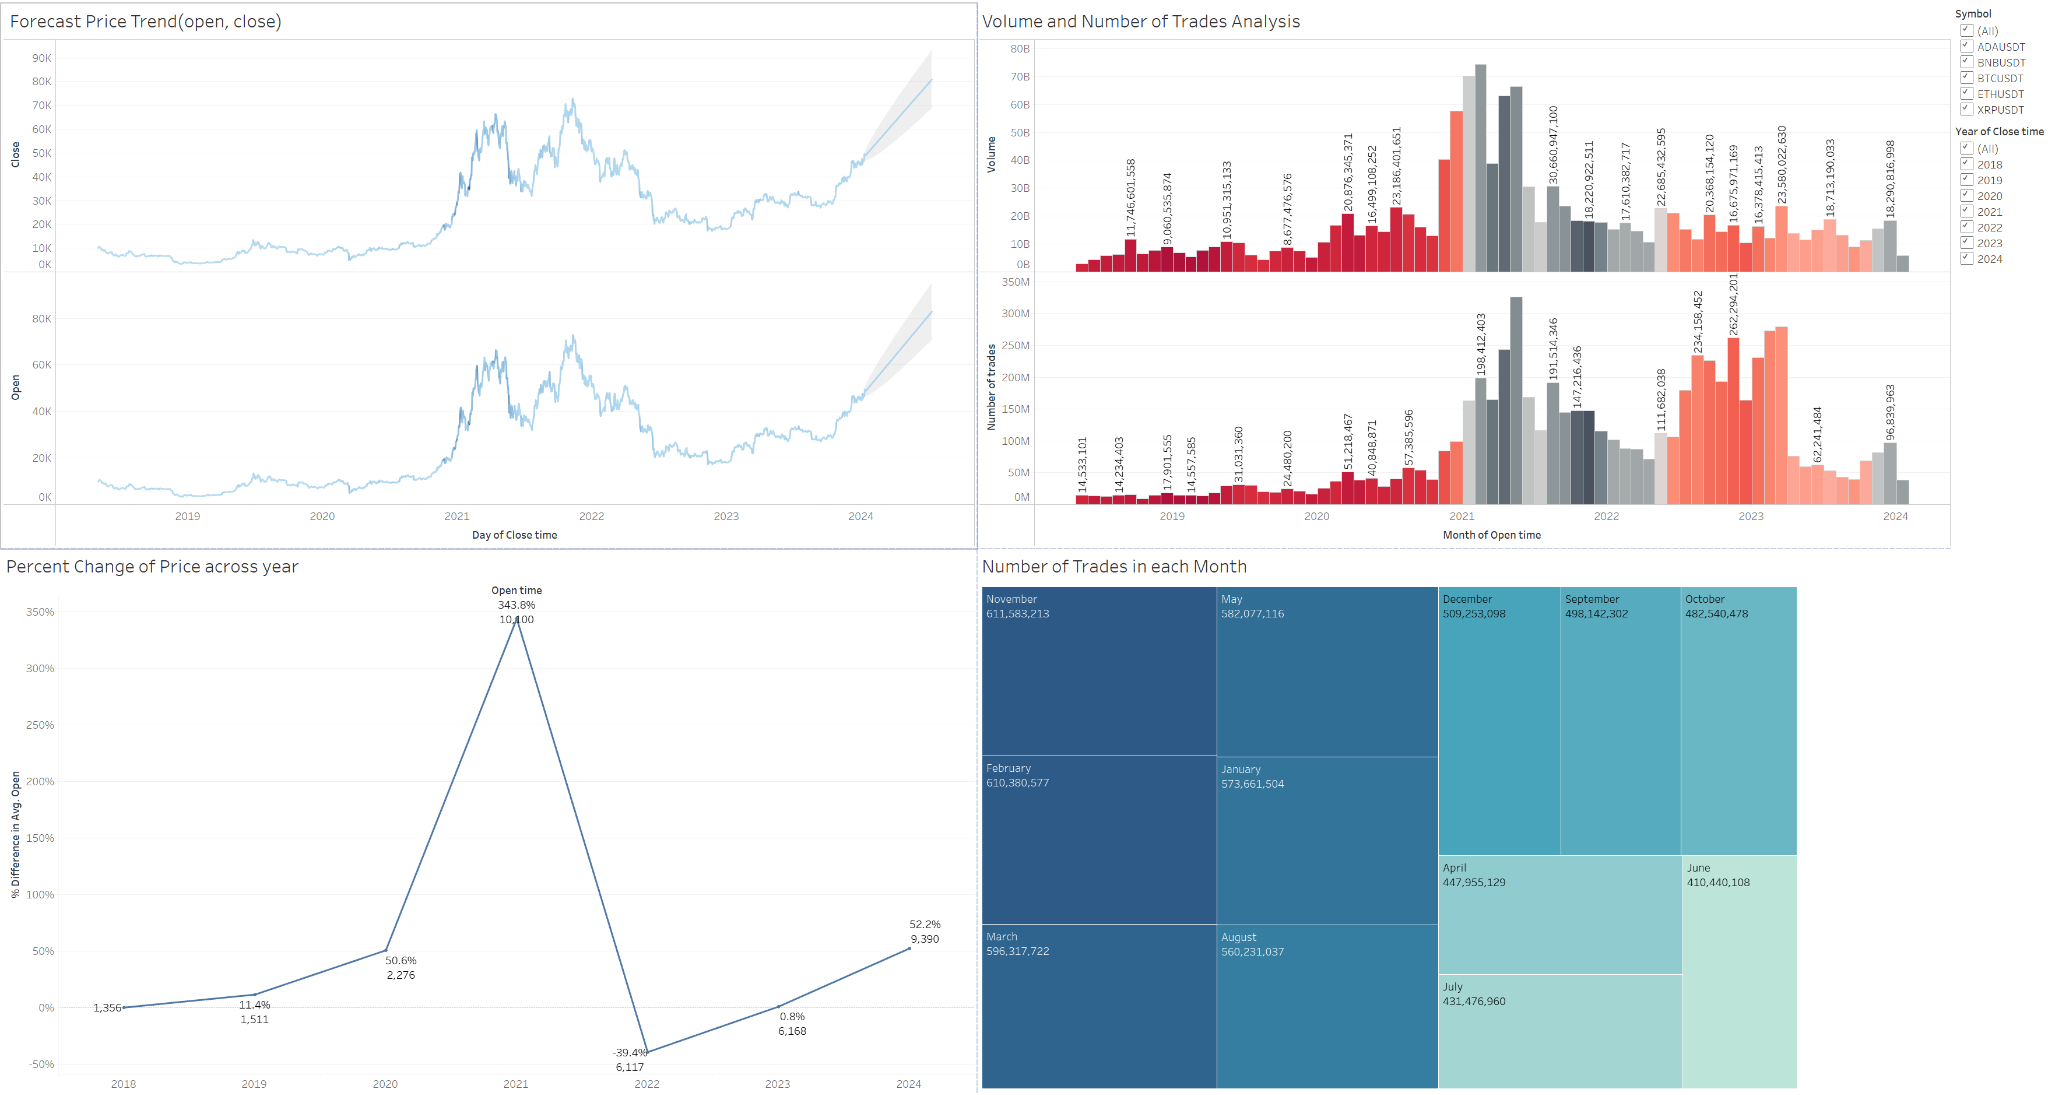 Forecast Price Trend(open, close)
90K
80K
70K
60K
50K
40K
30K
20K
10K
0K
Close
80K
60K
40K
20K
0K
Open
2019
2020
2021
2022
2023
2024
Day of Close time
Volume and Number of Trades Analysis
80B
70B
60B
50B
40B
30B
20B
10B
0B
Volume
11,746,601,558
9,060,535,874
10,951,315,133
8,677,476,576
20,876,345,371
16,499,108,252
23,186,401,651
30,660,947,100
18,220,922,511
17,610,382,717
22,685,432,595
20,368,154,120
16,675,971,169
16,378,415,413
23,580,022,630
18,713,190,033
18,290,816,998
350M
300M
250M
200M
150M
100M
50M
0M
Number of trades
14,533,101
14,234,403
17,901,555
14,557,585
31,031,360
24,480,200
51,218,467
40,848,871
57,385,596
198,412,403
191,514,346
147,216,436
111,682,038
234,158,452
262,294,201
62,241,484
96,839,963
2019
2020
2021
2022
2023
2024
Month of Open time
Symbol
(All)
ADAUSDT
BNBUSDT
BTCUSDT
ETHUSDT
XRPUSDT
Year of Close time
(All)
2018
2019
2020
2021
2022
2023
2024
Percent Change of Price across year
Open time
350%
300%
250%
200%
150%
100%
50%
0%
-50%
% Difference in Avg. Open
1,356
11.4%
1,511
50.6%
2,276
343.8%
10,100
-39.4%
6,117
0.8%
6,168
52.2%
9,390
2018
2019
2020
2021
2022
2023
2024
Number of Trades in each Month
November
611,583,213
February
610,380,577
March
596,317,722
May
582,077,116
January
573,661,504
August
560,231,037
December
509,253,098
September
498,142,302
October
482,540,478
April
447,955,129
July
431,476,960
June
410,440,108